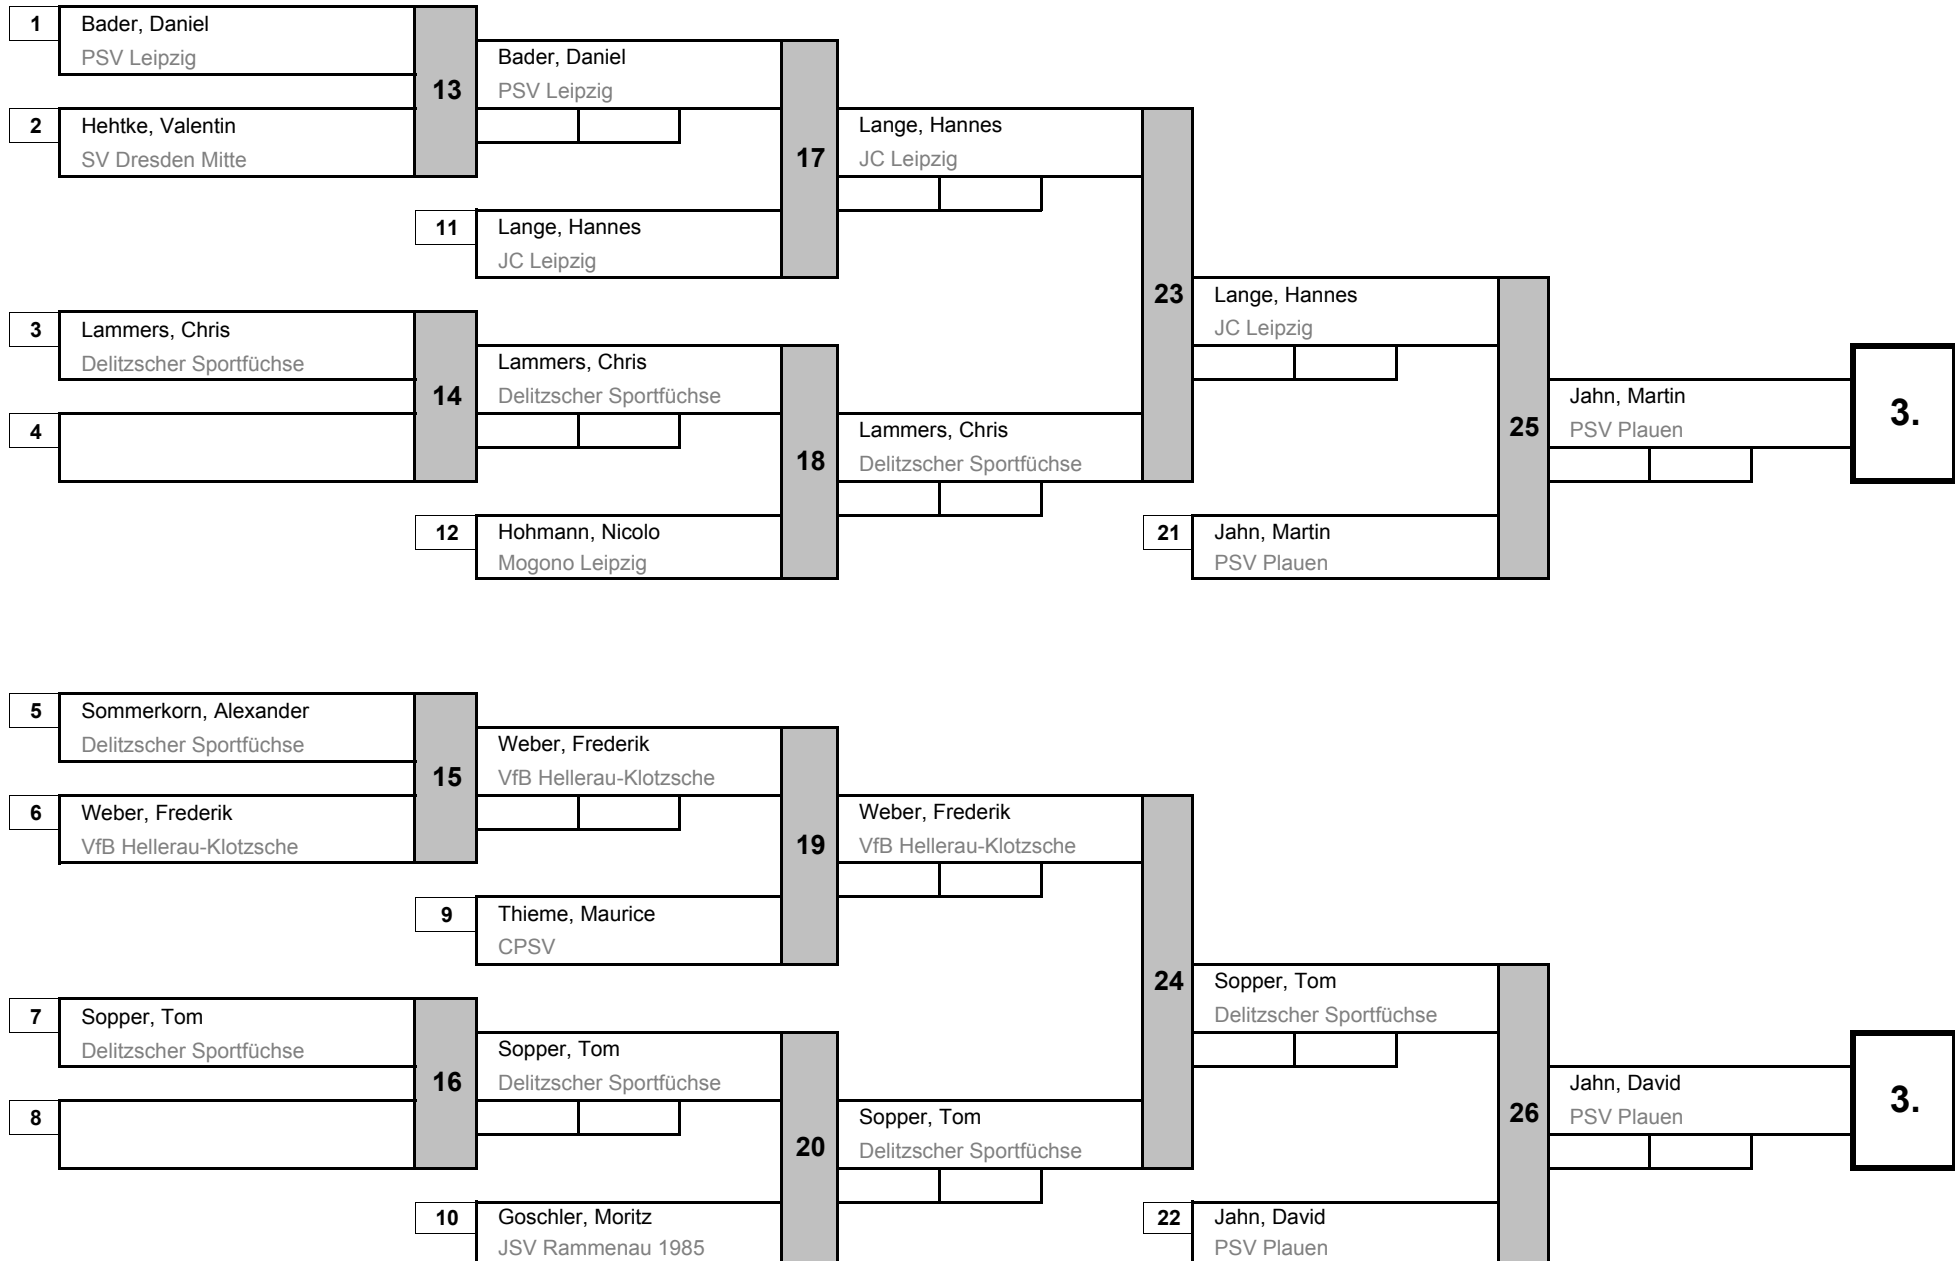 1
Bader, Daniel
PSV Leipzig
13
Bader, Daniel
PSV Leipzig
2
Hehtke, Valentin
SV Dresden Mitte
17
Lange, Hannes
JC Leipzig
11
Lange, Hannes
JC Leipzig
23
Lange, Hannes
JC Leipzig
3
Lammers, Chris
Delitzscher Sportfüchse
14
Lammers, Chris
Delitzscher Sportfüchse
4
18
Lammers, Chris
Delitzscher Sportfüchse
12
Hohmann, Nicolo
Mogono Leipzig
25
Jahn, Martin
PSV Plauen
3.
21
Jahn, Martin
PSV Plauen
5
Sommerkorn, Alexander
Delitzscher Sportfüchse
15
Weber, Frederik
VfB Hellerau-Klotzsche
6
Weber, Frederik
VfB Hellerau-Klotzsche
19
Weber, Frederik
VfB Hellerau-Klotzsche
9
Thieme, Maurice
CPSV
24
Sopper, Tom
Delitzscher Sportfüchse
7
Sopper, Tom
Delitzscher Sportfüchse
16
Sopper, Tom
Delitzscher Sportfüchse
8
20
Sopper, Tom
Delitzscher Sportfüchse
10
Goschler, Moritz
JSV Rammenau 1985
26
Jahn, David
PSV Plauen
3.
22
Jahn, David
PSV Plauen